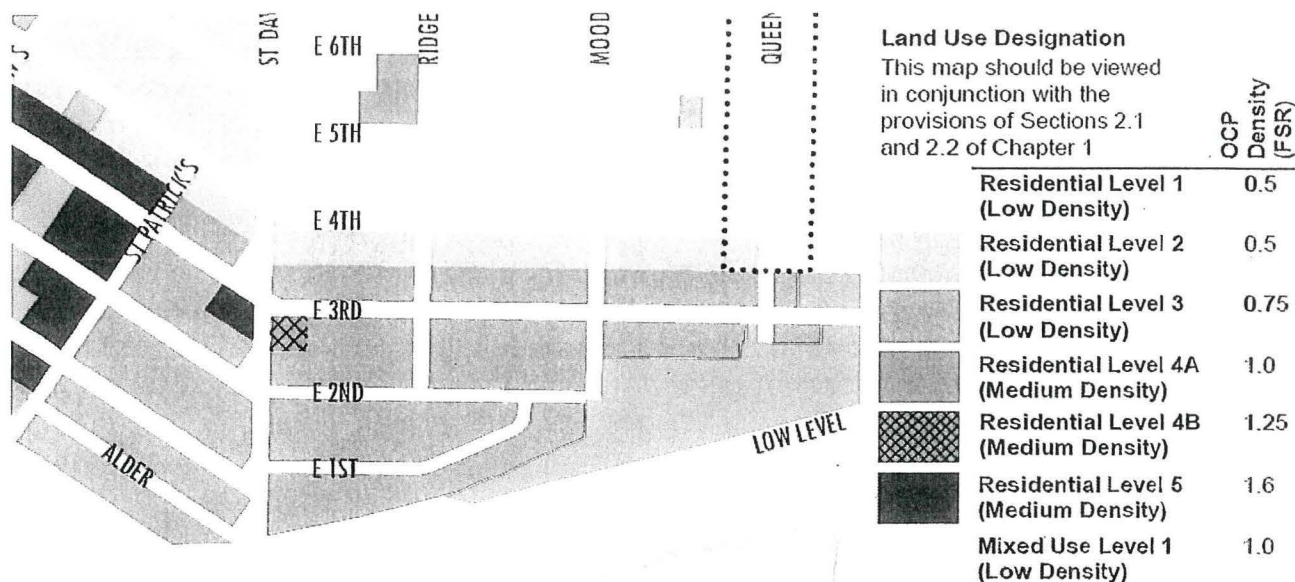 ST DAV
RIDGE
MOOD
QUEEN
E 6TH
E 5TH
E 4TH
E 3RD
E 2ND
E 1ST
'S
ST PATRICK'S
ALDER
LOW LEVEL
Land Use Designation
This map should be viewed
in conjunction with the
provisions of Sections 2.1
and 2.2 of Chapter 1
OCP
Density
(FSR)
Residential Level 1 0.5
(Low Density)
Residential Level 2 0.5
(Low Density)
Residential Level 3 0.75
(Low Density)
Residential Level 4A 1.0
(Medium Density)
Residential Level 4B 1.25
(Medium Density)
Residential Level 5 1.6
(Medium Density)
Mixed Use Level 1 1.0
(Low Density)